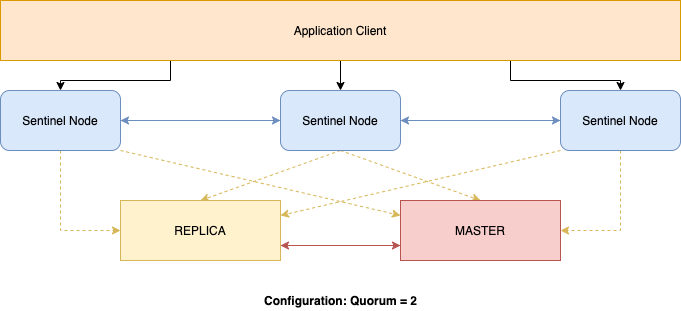 Application Client
Sentinel Node
Sentinel Node
Sentinel Node
REPLICA
MASTER
Configuration: Quorum = 2